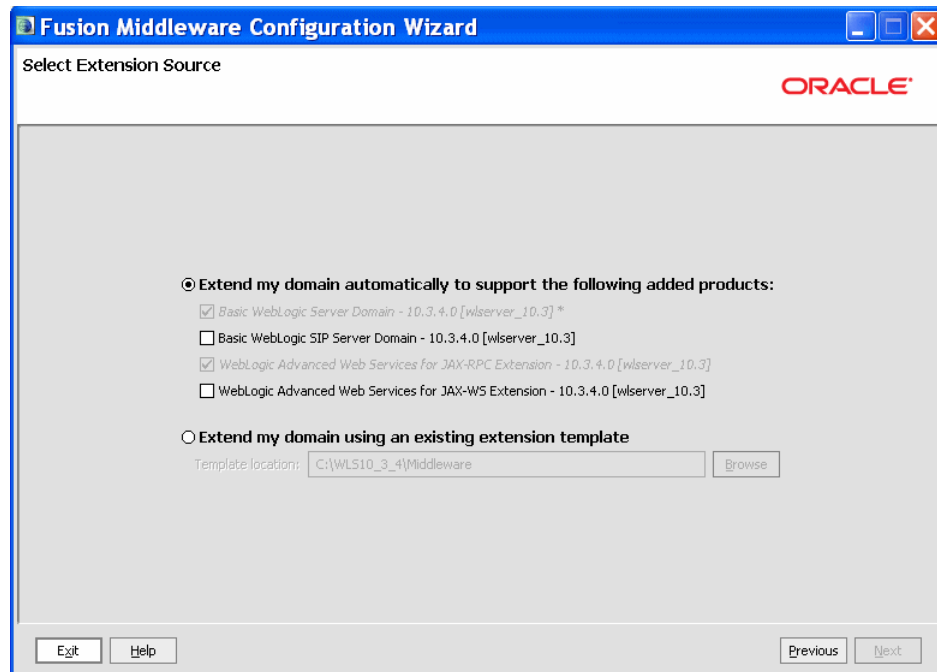 Fusion Middleware Configuration Wizard
Select Extension Source
ORACLE
Extend my domain automatically to support the following added products:
Basic WebLogic Server Domain - 10.3.4.0 [wlserver_10.3] *
Basic WebLogic SIP Server Domain - 10.3.4.0 [wlserver_10.3]
WebLogic Advanced Web Services for JAX-RPC Extension - 10.3.4.0 [wlserver_10.3]
WebLogic Advanced Web Services for JAX-WS Extension - 10.3.4.0 [wlserver_10.3]
Extend my domain using an existing extension template
Template location: C:\WLS10_3_4\Middleware Browse
Exit Help Previous Next